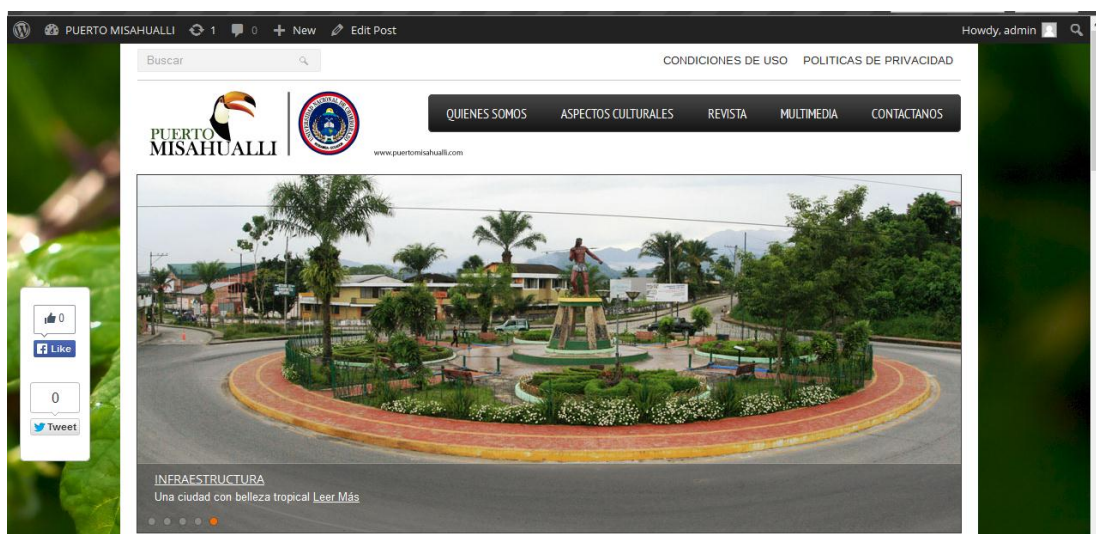 PUERTO MISAHUALLI 1 0 New Edit Post Howdy, admin
Buscar CONDICIONES DE USO POLITICAS DE PRIVACIDAD
QUIENES SOMOS ASPECTOS CULTURALES REVISTA MULTIMEDIA CONTACTANOS
PUERTO
MISAHUALLI
www.puertomisahualli.com
0
Like
0
Tweet
INFRAESTRUCTURA
Una ciudad con belleza tropical Leer Más